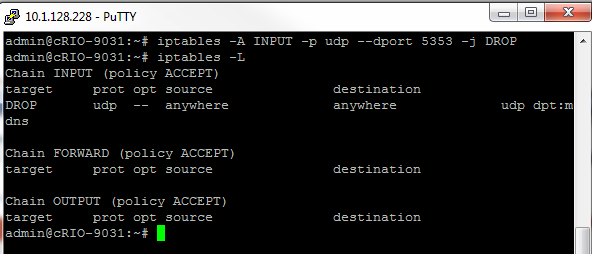 10.1.128.228 - PuTTY
admin@cRIO-9031:~# iptables -A INPUT -p udp --dport 5353 -j DROP
admin@cRIO-9031:~# iptables -L
Chain INPUT (policy ACCEPT)
target     prot opt source               destination
DROP       udp  --  anywhere             anywhere             udp dpt:m
dns
Chain FORWARD (policy ACCEPT)
target     prot opt source               destination
Chain OUTPUT (policy ACCEPT)
target     prot opt source               destination
admin@cRIO-9031:~#